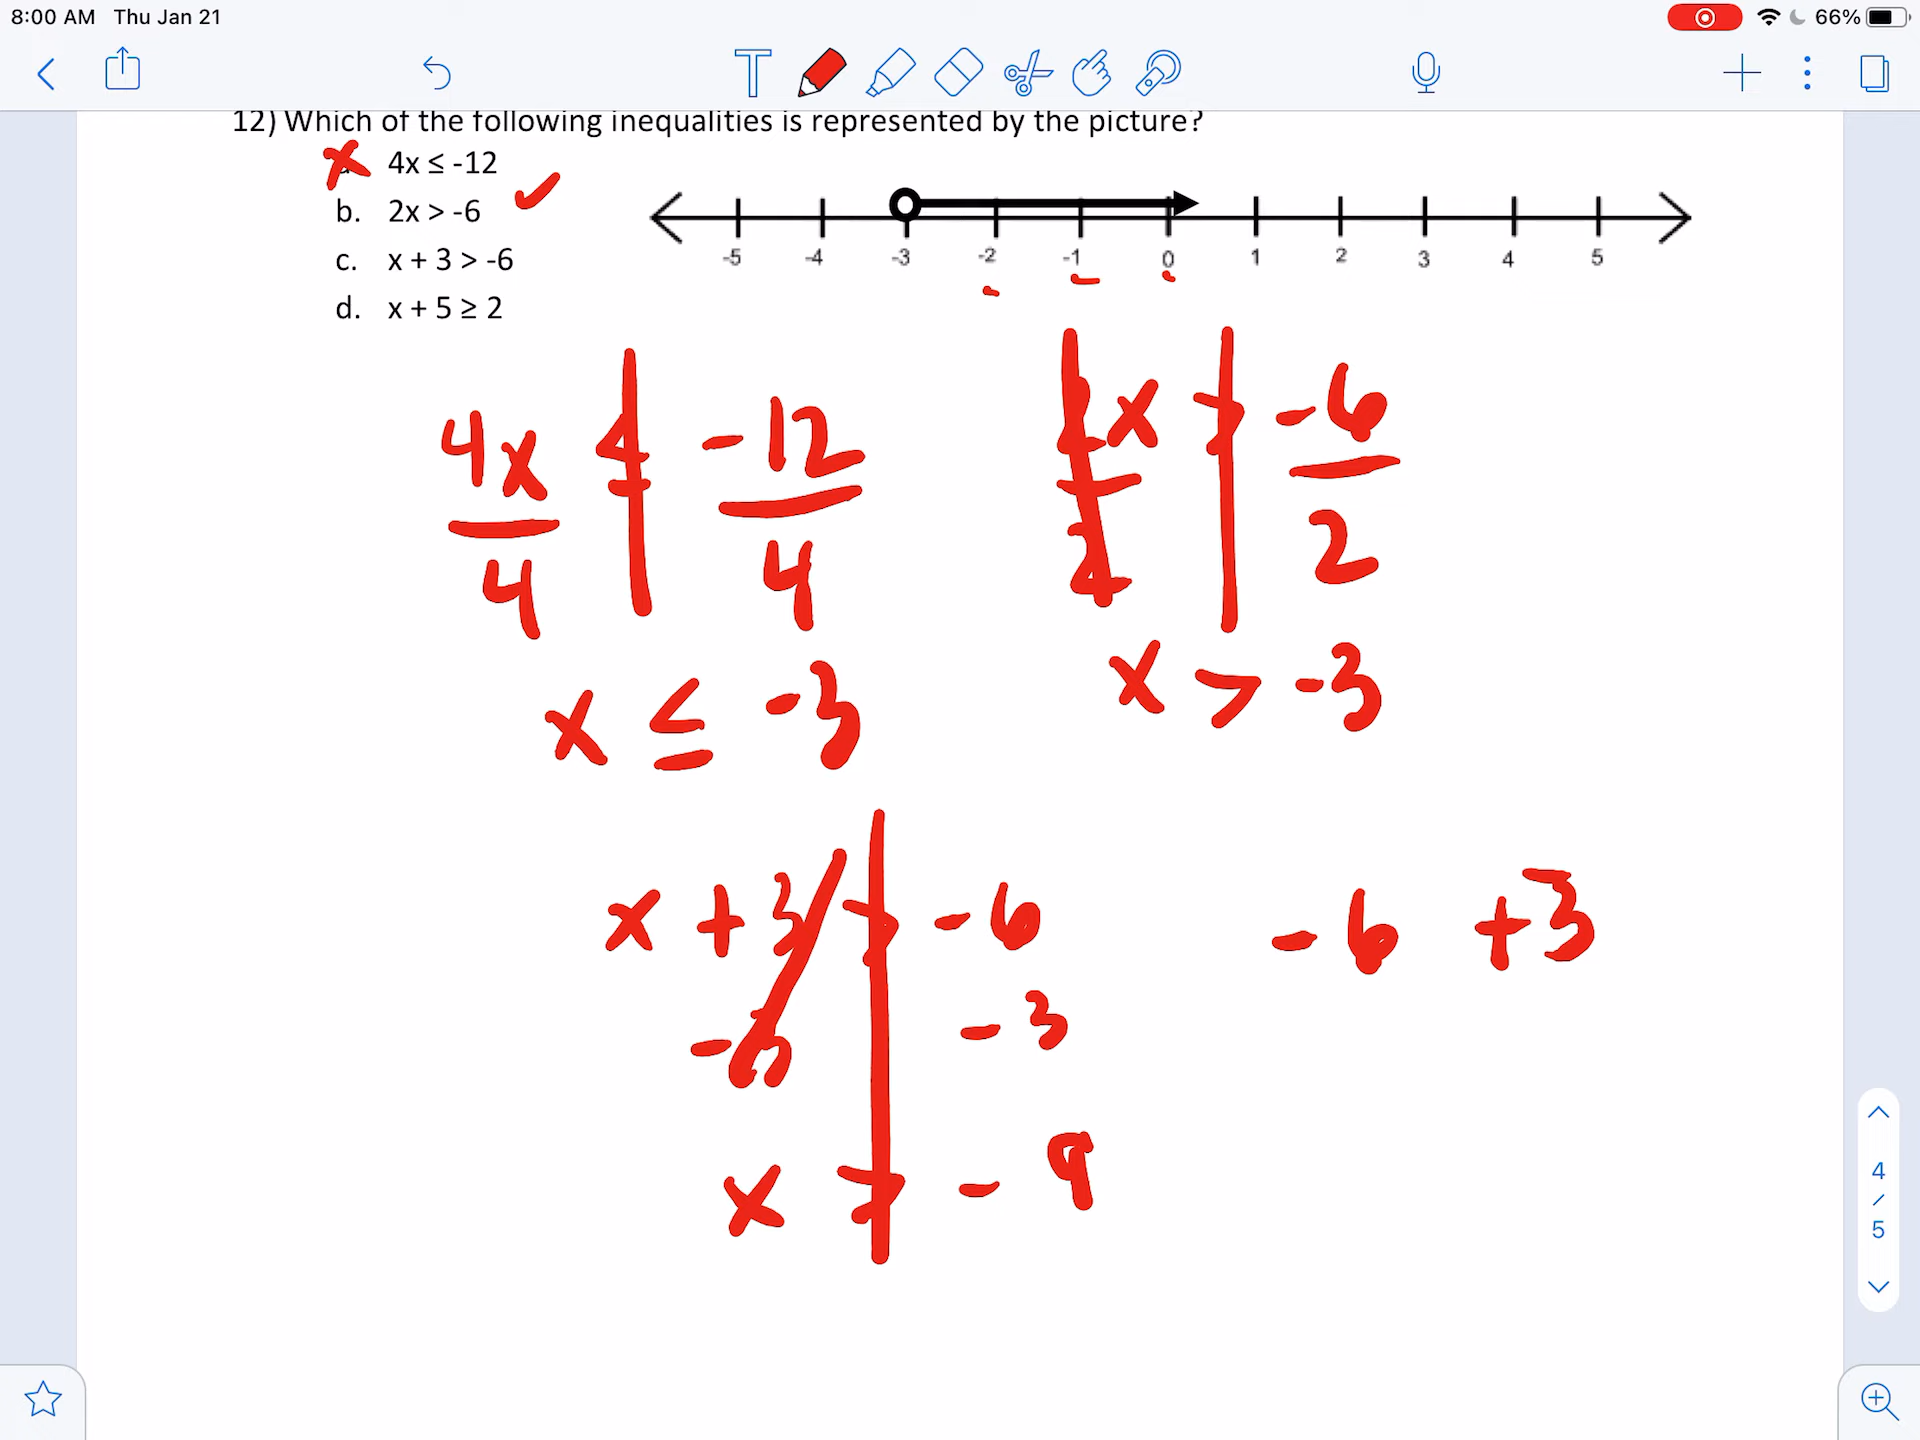 8:00 AM Thu Jan 21 66%
T
12) Which of the following inequalities is represented by the picture?
a. 4x ≤ -12
b. 2x > -6
c. x + 3 > -6
d. x + 5 ≥ 2
-5 -4 -3 -2 -1 0 1 2 3 4 5
4x ≤ -12
4 4
x ≤ -3
2x > -6
2 2
x > -3
x + 3 > -6
-3 -3
x > -9
-6 +3
4
/
5